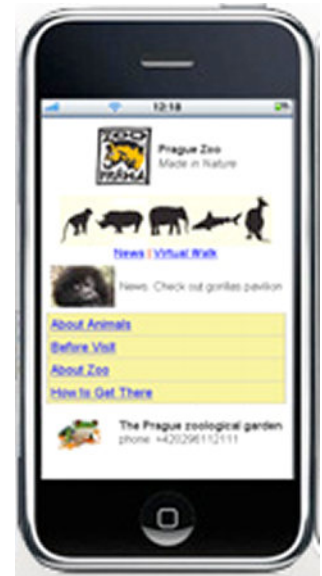 12:18
ZOO
PRAHA
Prague Zoo
Made in Nature
News | Virtual Walk
News: Check out gorillas pavilion
About Animals
Before Visit
About Zoo
How to Get There
The Prague zoological garden
phone: +420296112111